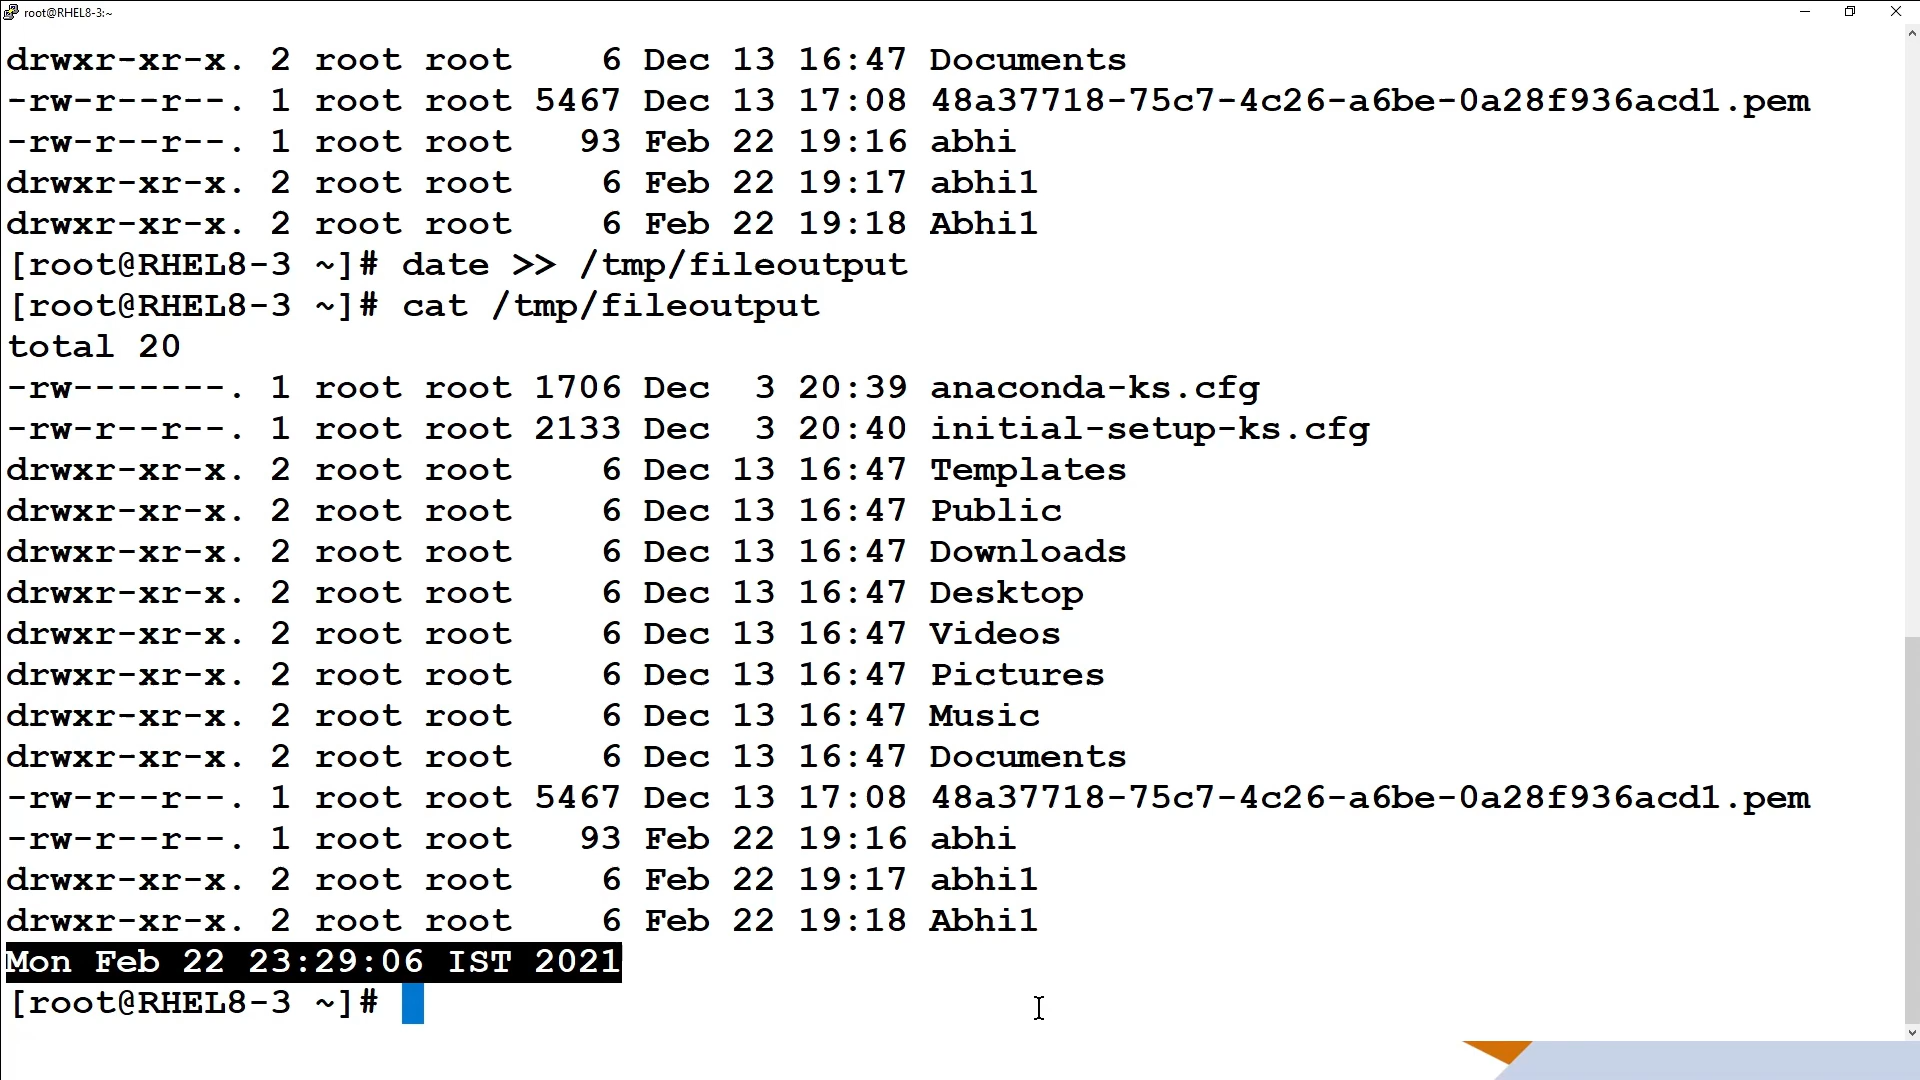 root@RHEL8-3:~
drwxr-xr-x. 2 root root    6 Dec 13 16:47 Documents
-rw-r--r--. 1 root root 5467 Dec 13 17:08 48a37718-75c7-4c26-a6be-0a28f936acd1.pem
-rw-r--r--. 1 root root   93 Feb 22 19:16 abhi
drwxr-xr-x. 2 root root    6 Feb 22 19:17 abhi1
drwxr-xr-x. 2 root root    6 Feb 22 19:18 Abhi1
[root@RHEL8-3 ~]# date >> /tmp/fileoutput
[root@RHEL8-3 ~]# cat /tmp/fileoutput
total 20
-rw-------. 1 root root 1706 Dec  3 20:39 anaconda-ks.cfg
-rw-r--r--. 1 root root 2133 Dec  3 20:40 initial-setup-ks.cfg
drwxr-xr-x. 2 root root    6 Dec 13 16:47 Templates
drwxr-xr-x. 2 root root    6 Dec 13 16:47 Public
drwxr-xr-x. 2 root root    6 Dec 13 16:47 Downloads
drwxr-xr-x. 2 root root    6 Dec 13 16:47 Desktop
drwxr-xr-x. 2 root root    6 Dec 13 16:47 Videos
drwxr-xr-x. 2 root root    6 Dec 13 16:47 Pictures
drwxr-xr-x. 2 root root    6 Dec 13 16:47 Music
drwxr-xr-x. 2 root root    6 Dec 13 16:47 Documents
-rw-r--r--. 1 root root 5467 Dec 13 17:08 48a37718-75c7-4c26-a6be-0a28f936acd1.pem
-rw-r--r--. 1 root root   93 Feb 22 19:16 abhi
drwxr-xr-x. 2 root root    6 Feb 22 19:17 abhi1
drwxr-xr-x. 2 root root    6 Feb 22 19:18 Abhi1
Mon Feb 22 23:29:06 IST 2021
[root@RHEL8-3 ~]#